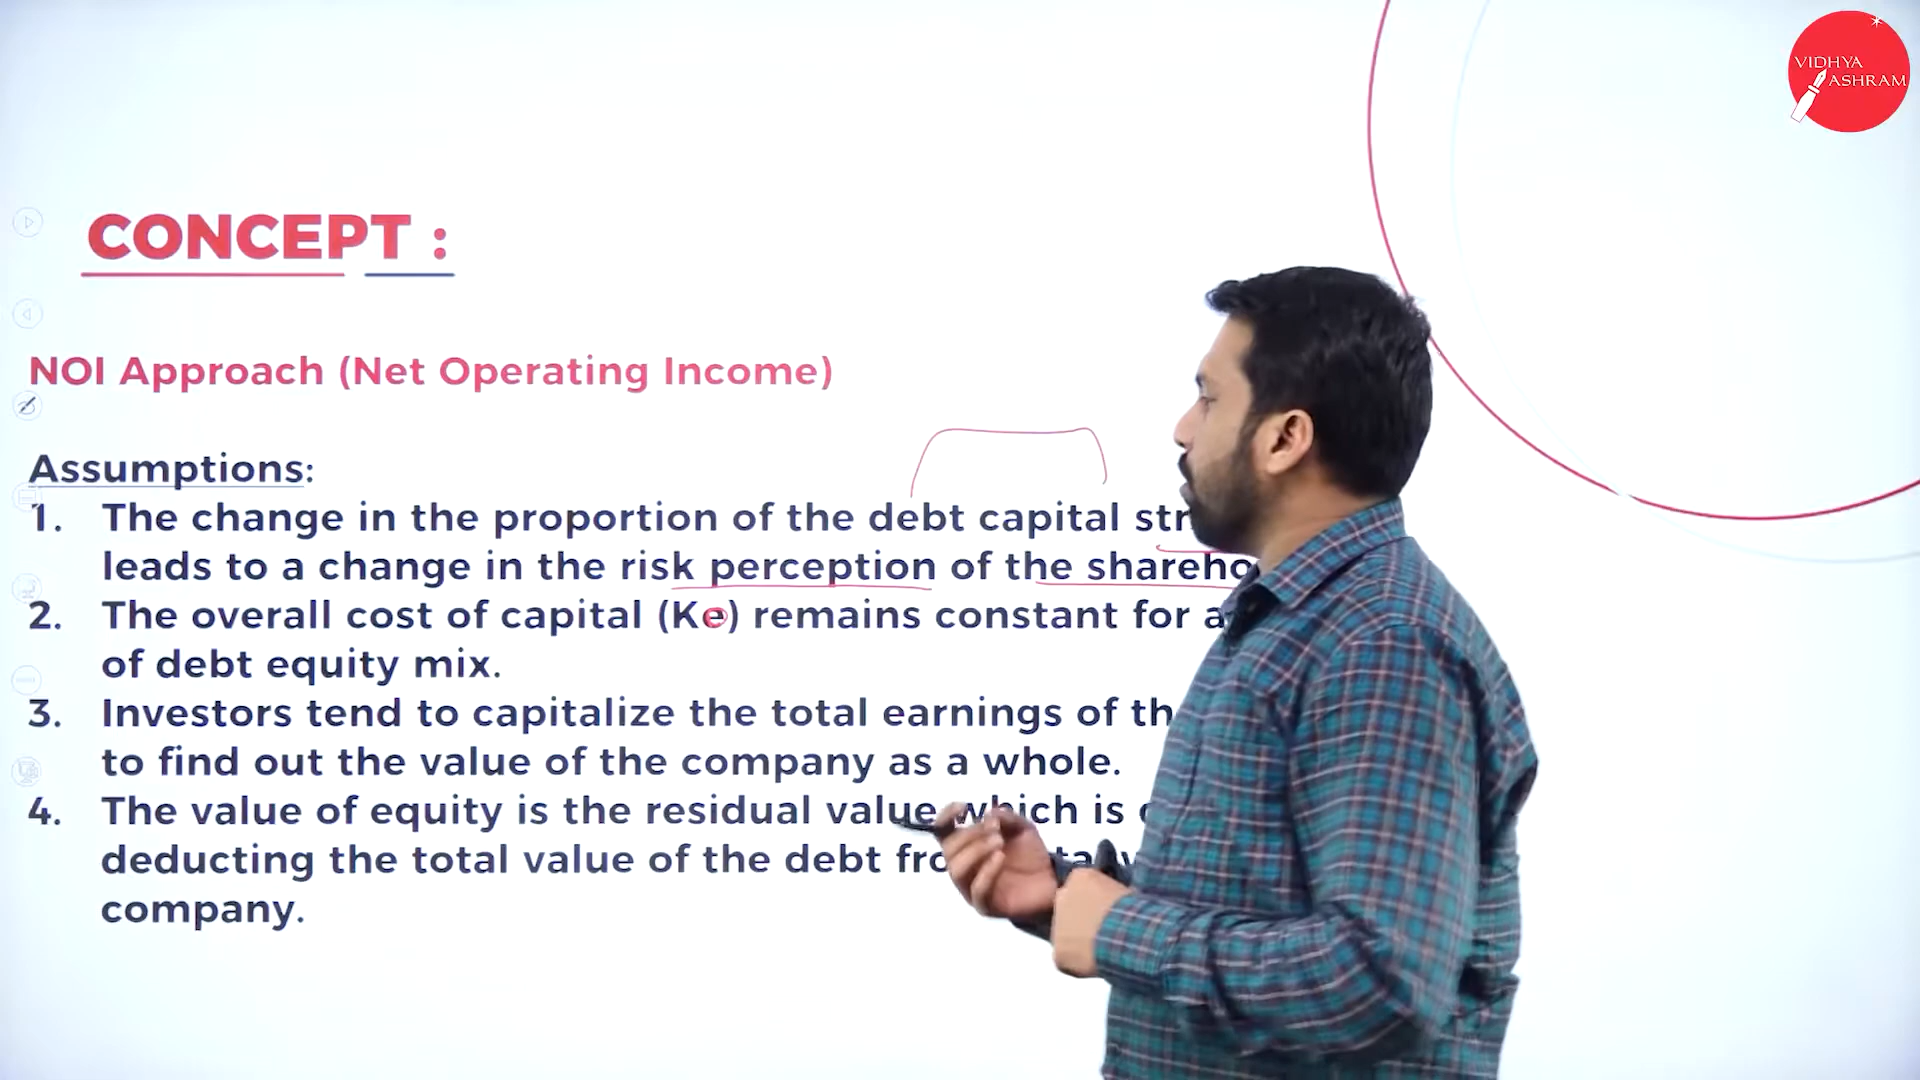 VIDHYA
ASHRAM
CONCEPT :
NOI Approach (Net Operating Income)
Assumptions:
1. The change in the proportion of the debt capital
leads to a change in the risk perception of the
2. The overall cost of capital (Ke) remains constant for
of debt equity mix.
3. Investors tend to capitalize the total earnings of
to find out the value of the company as a whole.
4. The value of equity is the residual value which is
deducting the total value of the debt
company.